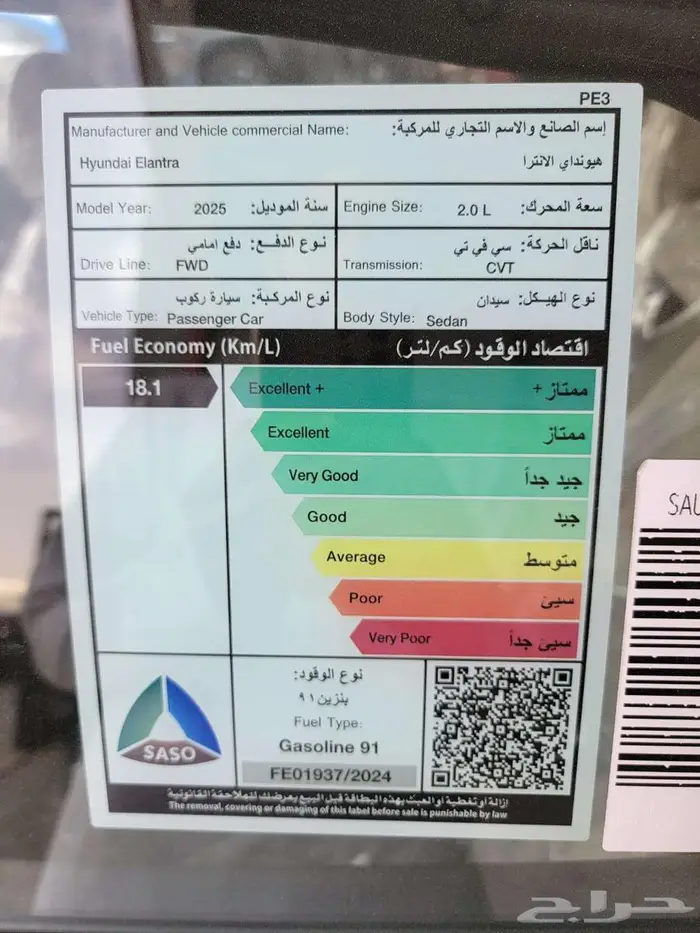 PE3
Manufacturer and Vehicle commercial Name: إسم الصانع والاسم التجاري للمركبة:
Hyundai Elantra هيونداي الانترا
Model Year: 2025 سنة الموديل: Engine Size: 2.0 L سعة المحرك:
نوع الدفـع: دفع امامي
Drive Line: FWD
ناقل الحركة: سي في تي
Transmission: CVT
نوع المركبة: سيارة ركوب
Vehicle Type: Passenger Car
نوع الهيـكل: سيدان
Body Style: Sedan
Fuel Economy (Km/L) اقتصاد الوقود (كم/لتر)
18.1
Excellent + ممتاز +
Excellent ممتاز
Very Good جيد جداً
Good جيد
Average متوسط
Poor سيئ
Very Poor سيئ جداً
SASO
نوع الوقود:
بنزين ٩١
Fuel Type:
Gasoline 91
FE01937/2024
إزالة أو تغطية أو العبث بهذه البطاقة قبل البيع يعرضك للملاحقة القانونية
The removal, covering or damaging of this label before sale is punishable by law
SAU
حراج